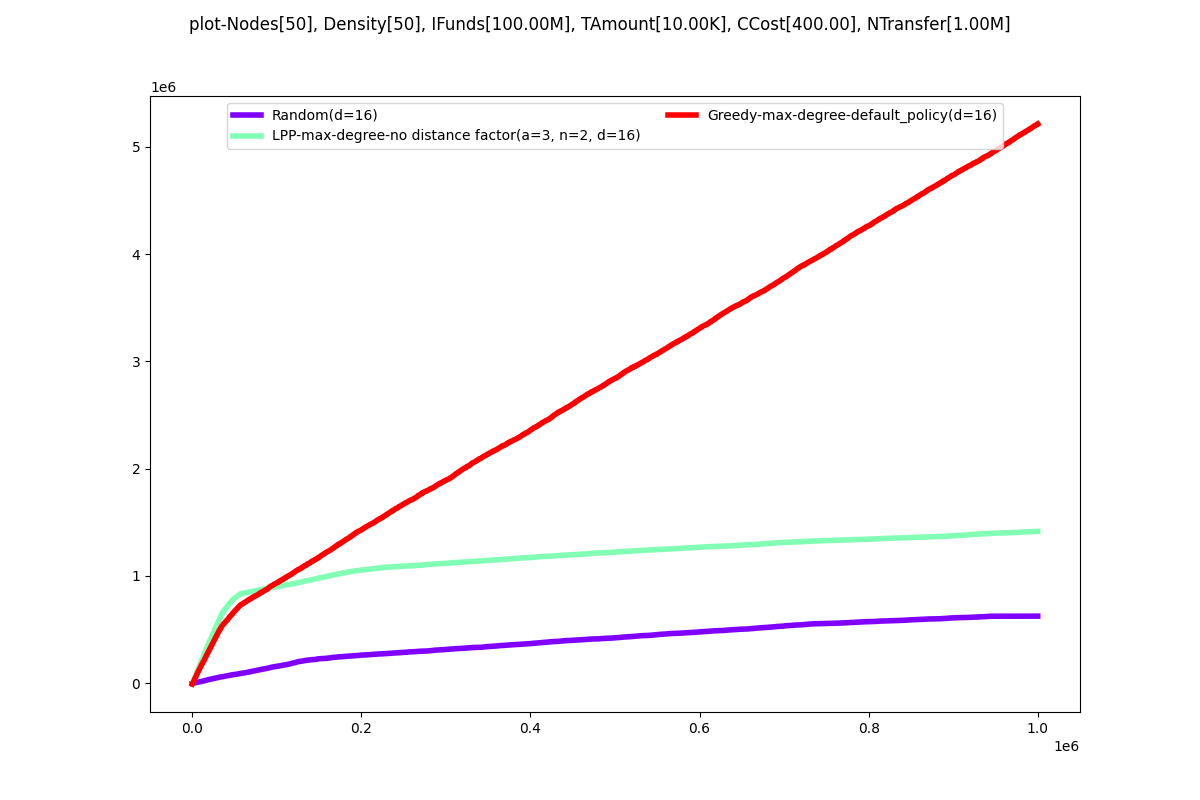 plot-Nodes[50], Density[50], IFunds[100.00M], TAmount[10.00K], CCost[400.00], NTransfer[1.00M]
1e6
Random(d=16)
LPP-max-degree-no distance factor(a=3, n=2, d=16)
Greedy-max-degree-default_policy(d=16)
5
4
3
2
1
0
0.0 0.2 0.4 0.6 0.8 1.0
1e6